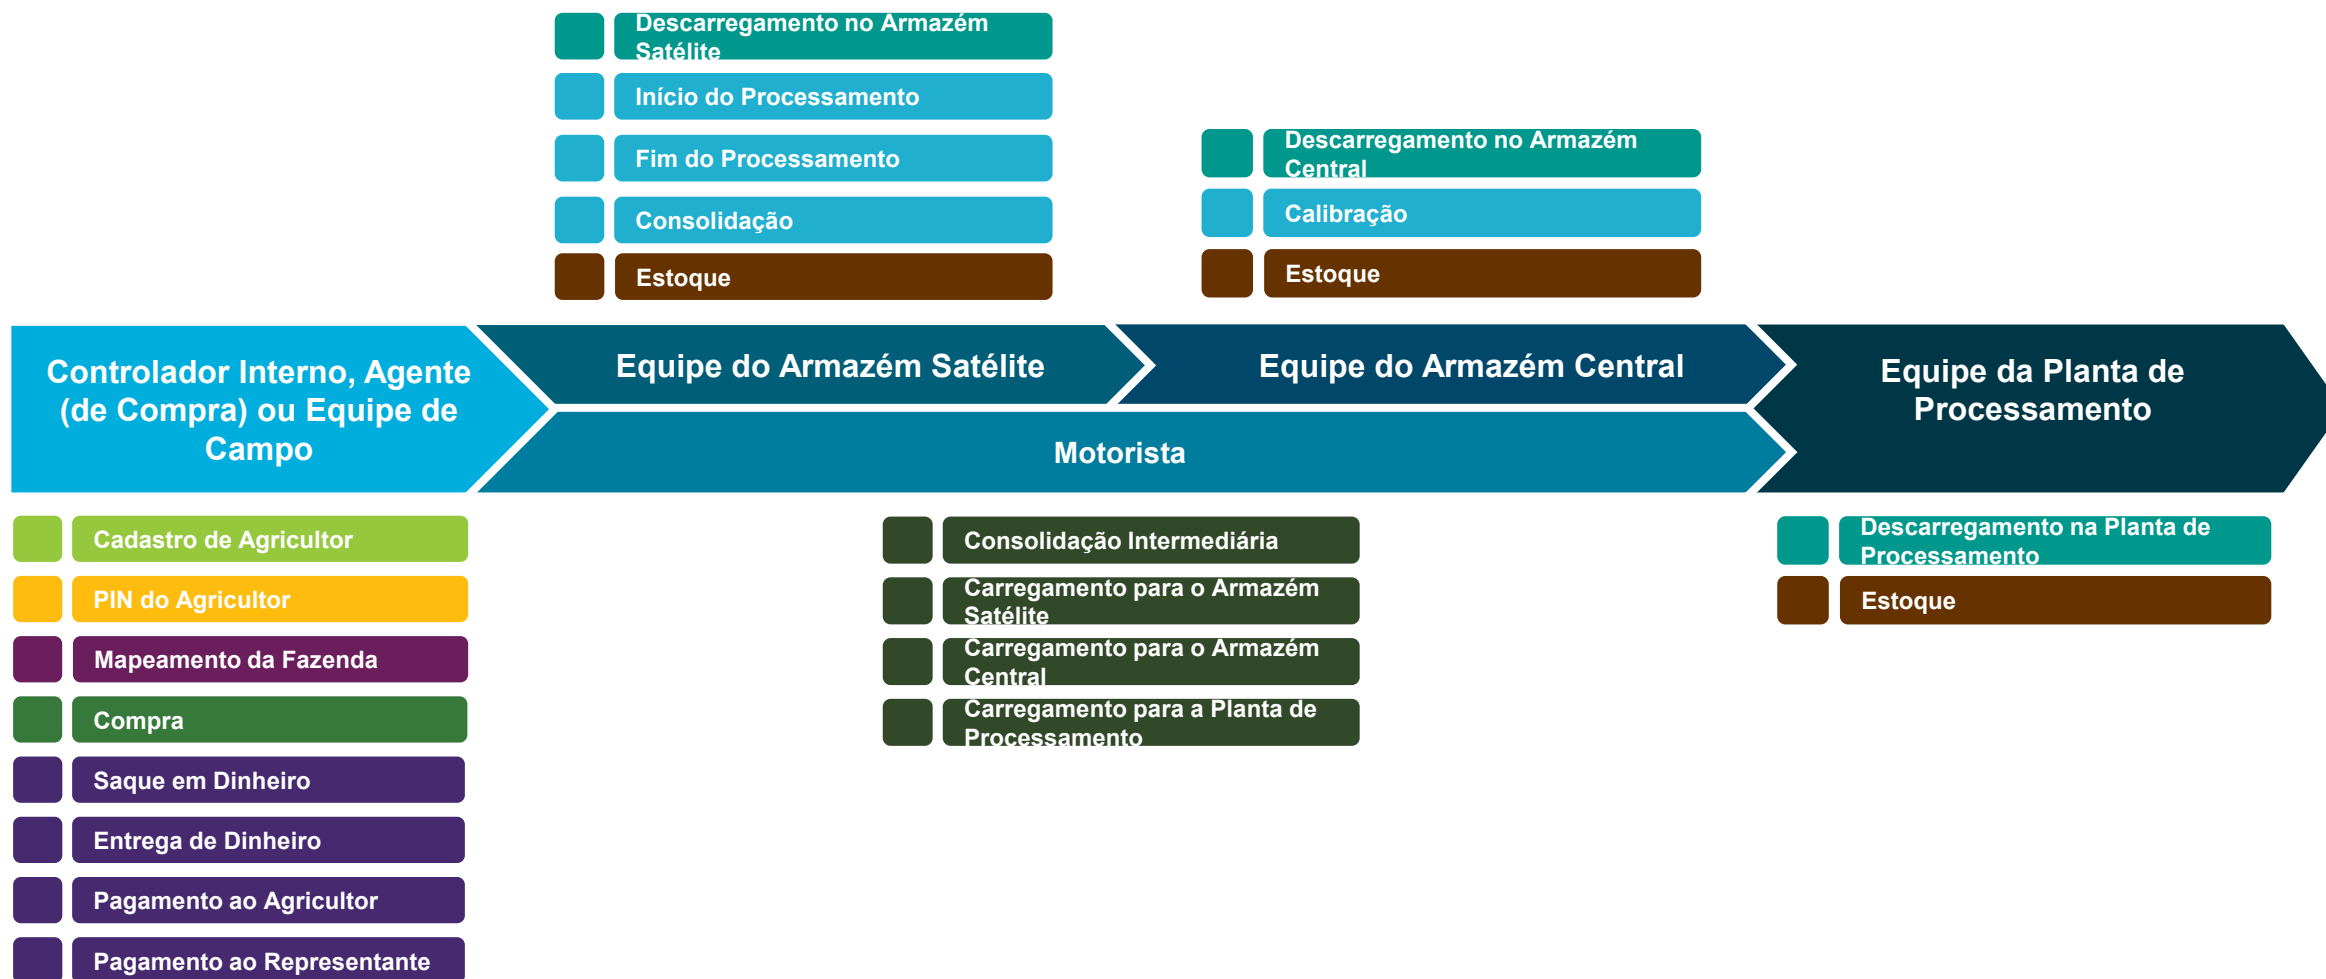 Descarregamento no Armazém
Satélite
Início do Processamento
Fim do Processamento
Consolidação
Estoque
Descarregamento no Armazém
Central
Calibração
Estoque
Controlador Interno, Agente
(de Compra) ou Equipe de
Campo
Equipe do Armazém Satélite
Equipe do Armazém Central
Motorista
Equipe da Planta de
Processamento
Cadastro de Agricultor
PIN do Agricultor
Mapeamento da Fazenda
Compra
Saque em Dinheiro
Entrega de Dinheiro
Pagamento ao Agricultor
Pagamento ao Representante
Consolidação Intermediária
Carregamento para o Armazém
Satélite
Carregamento para o Armazém
Central
Carregamento para a Planta de
Processamento
Descarregamento na Planta de
Processamento
Estoque